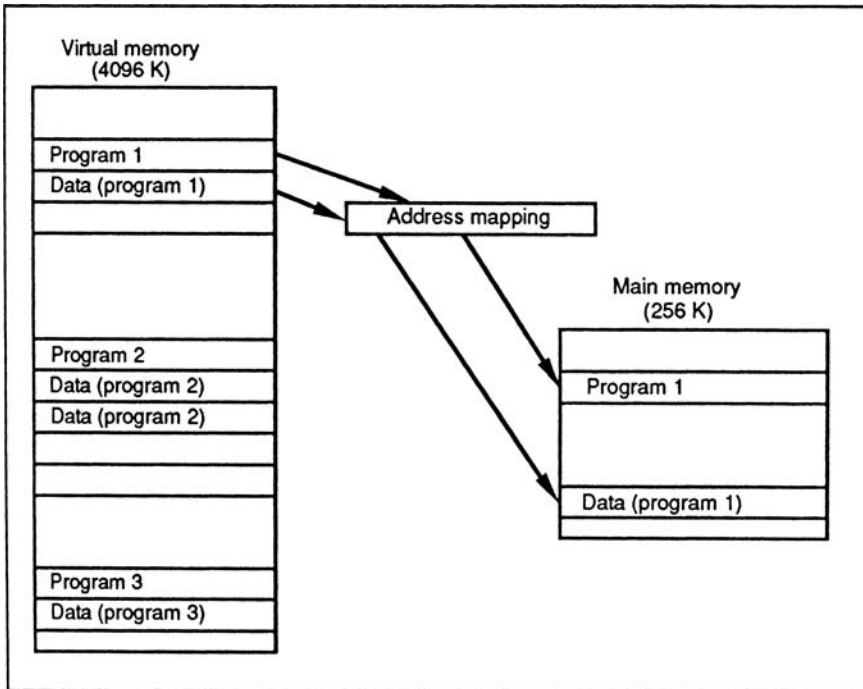 Virtual memory
(4096 K)
Program 1
Data (program 1)
Address mapping
Main memory
(256 K)
Program 2
Data (program 2)
Data (program 2)
Program 1
Data (program 1)
Program 3
Data (program 3)